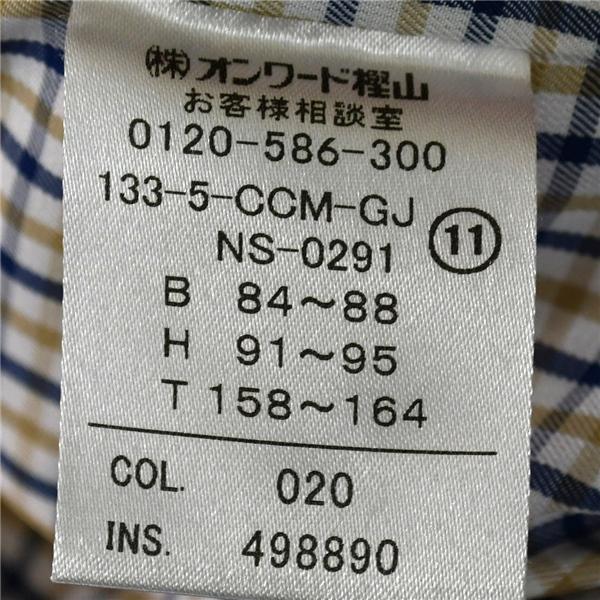 (株)オンワード樫山
お客様相談室
0120-586-300
133-5-CCM-GJ
NS-0291 ⑪
B 84～88
H 91～95
T 158～164
COL. 020
INS. 498890